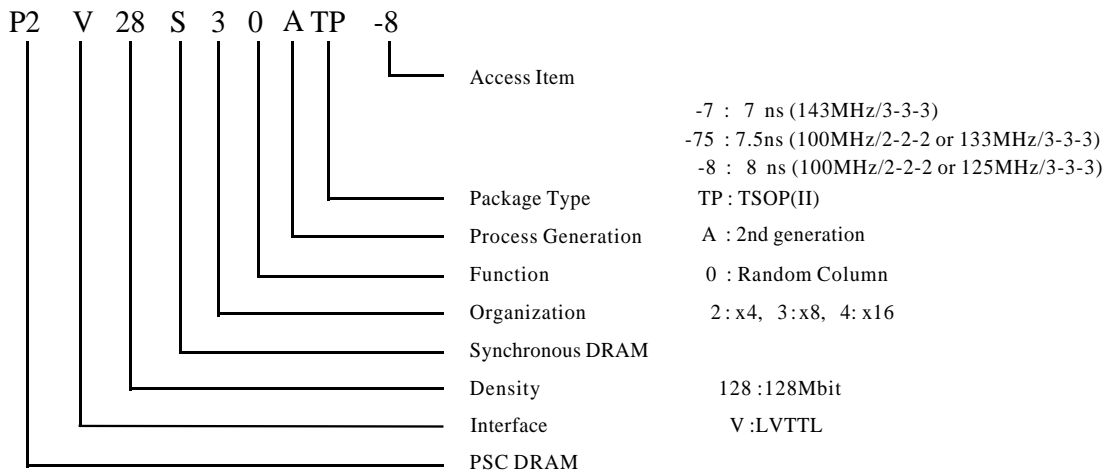 P2 V 28 S 3 0 A TP -8
Access Item
-7 : 7 ns (143MHz/3-3-3)
-75 : 7.5ns (100MHz/2-2-2 or 133MHz/3-3-3)
-8 : 8 ns (100MHz/2-2-2 or 125MHz/3-3-3)
Package Type TP : TSOP(II)
Process Generation A : 2nd generation
Function 0 : Random Column
Organization 2 : x4, 3 : x8, 4: x16
Synchronous DRAM
Density 128 :128Mbit
Interface V :LVTTL
PSC DRAM